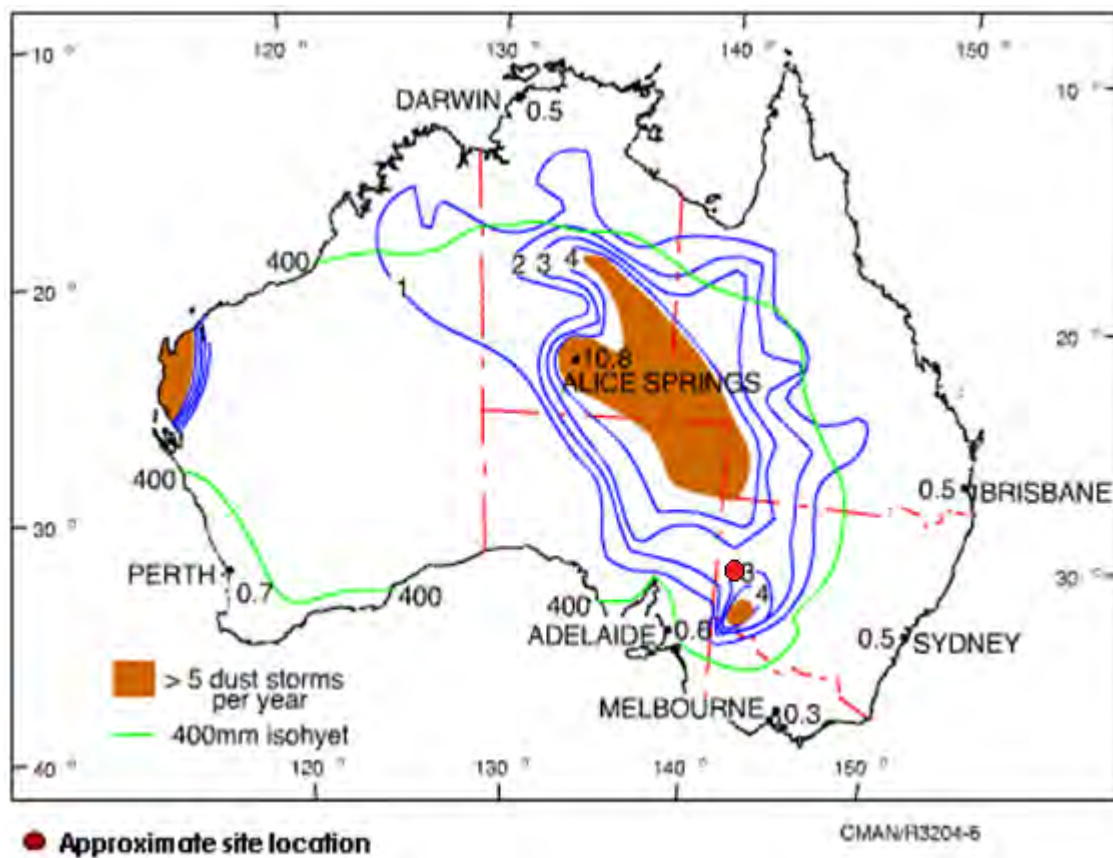 120 ° 130 ° 140 ° 150 °
10 °
10 °
DARWIN
0.5
400
2 3 4
1
20 °
20 °
10.8
ALICE SPRINGS
400
0.5 BRISBANE
30 °
30 °
PERTH
0.7
400
400
3
4
ADELAIDE 0.6
0.5 SYDNEY
> 5 dust storms
per year
MELBOURNE 0.3
400mm isohyet
40 °
120 ° 130 ° 140 ° 150 °
Approximate site location
CMAN/R3204-5